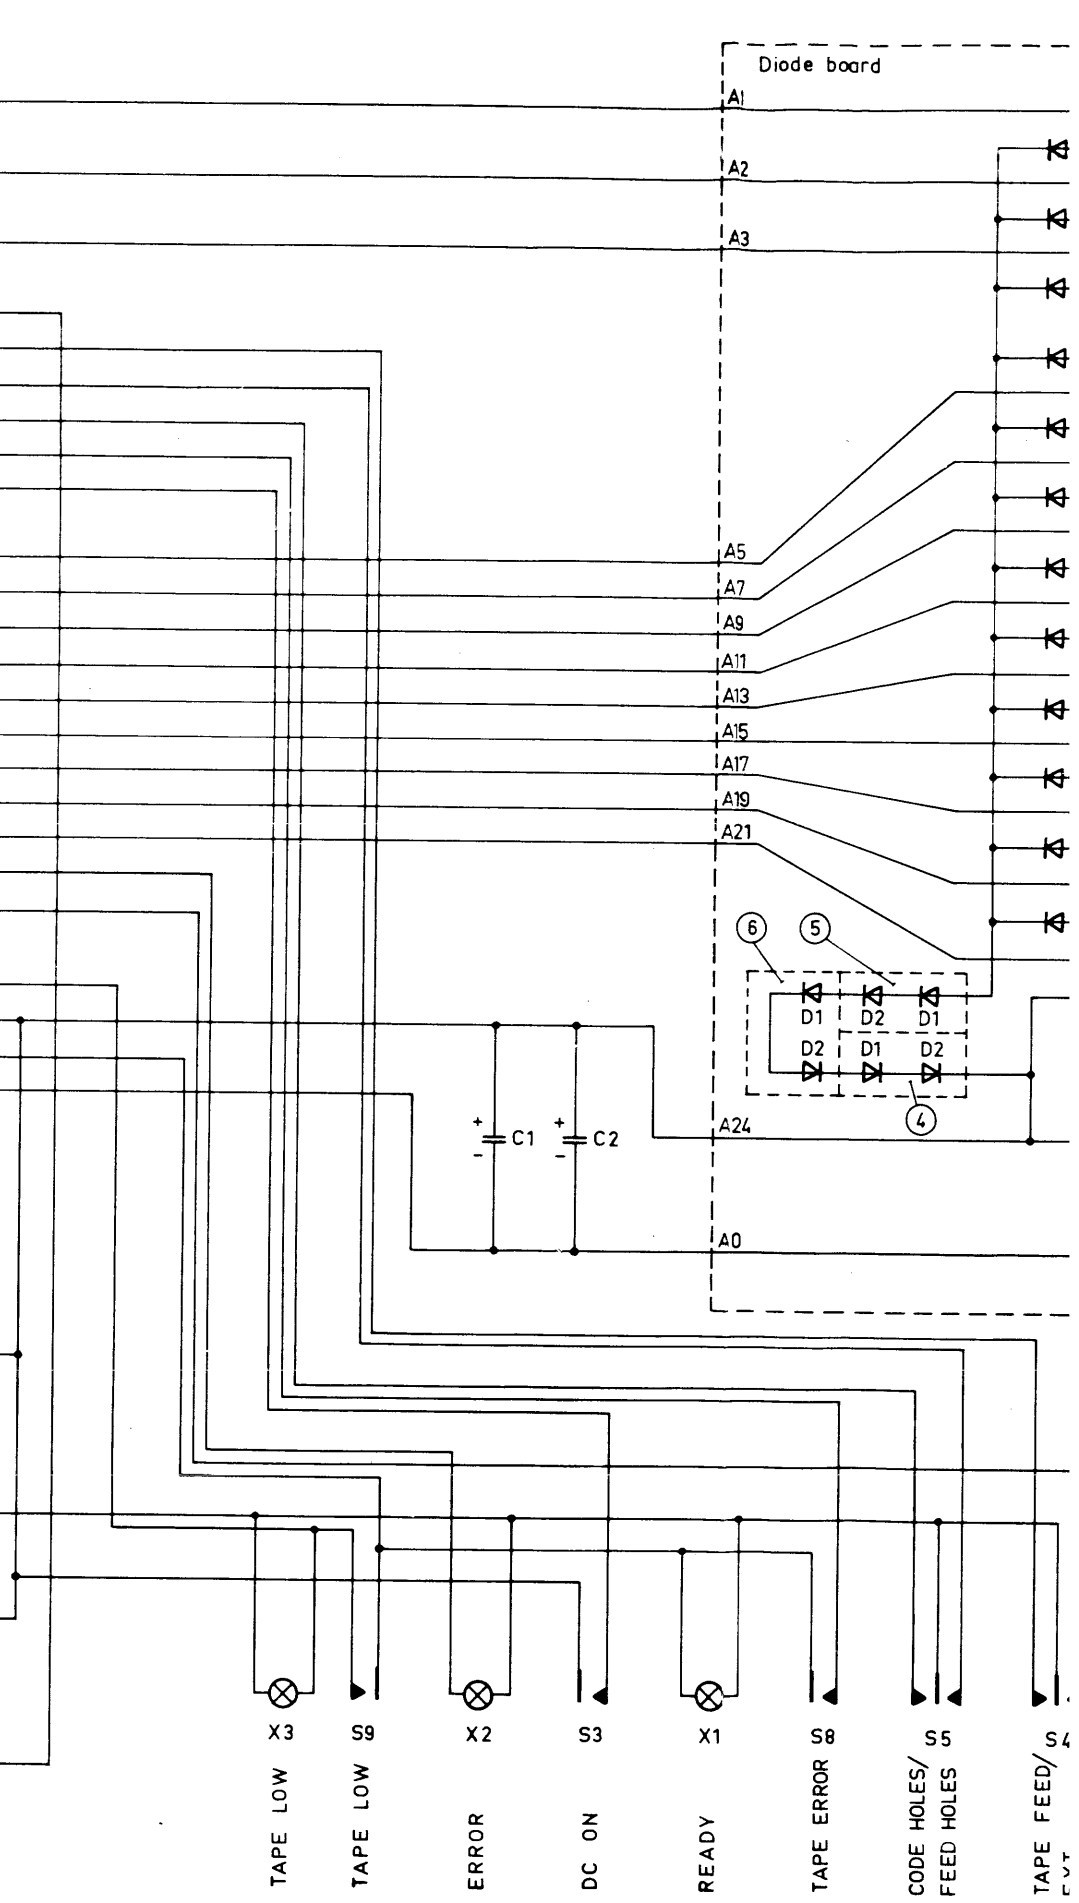 Diode board
A1
A2
A3
A5
A7
A9
A11
A13
A15
A17
A19
A21
6
5
D1
D2
D1
D2
D1
D2
4
+
C1
-
+
C2
-
A24
A0
X3
S9
X2
S3
X1
S8
S5
S4
TAPE LOW
TAPE LOW
ERROR
DC ON
READY
TAPE ERROR
CODE HOLES/
FEED HOLES
TAPE FEED/